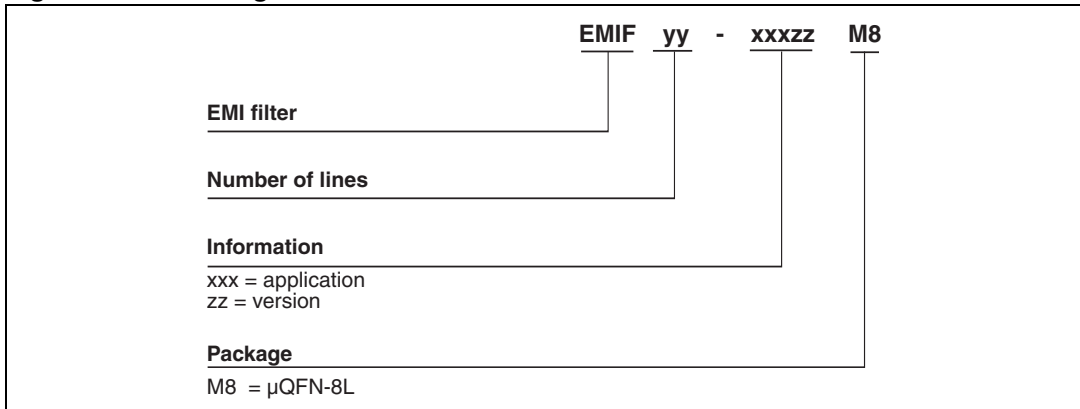 EMIF yy - xxxzz M8
EMI filter
Number of lines
Information
xxx = application
zz = version
Package
M8 = µQFN-8L